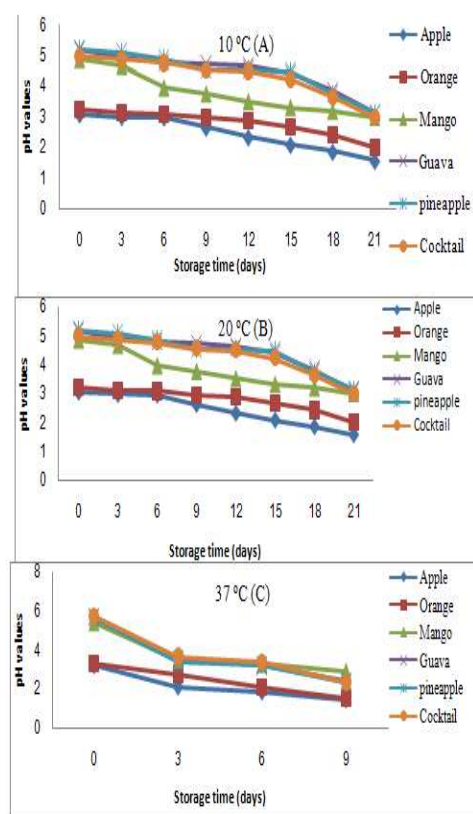 10 ºC (A)
pH values
6
5
4
3
2
1
0
0 3 6 9 12 15 18 21
Storage time (days)
Apple
Orange
Mango
Guava
pineapple
Cocktail
20 ºC (B)
pH values
6
5
4
3
2
1
0
0 3 6 9 12 15 18 21
Storage time (days)
Apple
Orange
Mango
Guava
pineapple
Cocktail
37 ºC (C)
pH values
8
6
4
2
0
0 3 6 9
Storage time (days)
Apple
Orange
Mango
Guava
pineapple
Cocktail